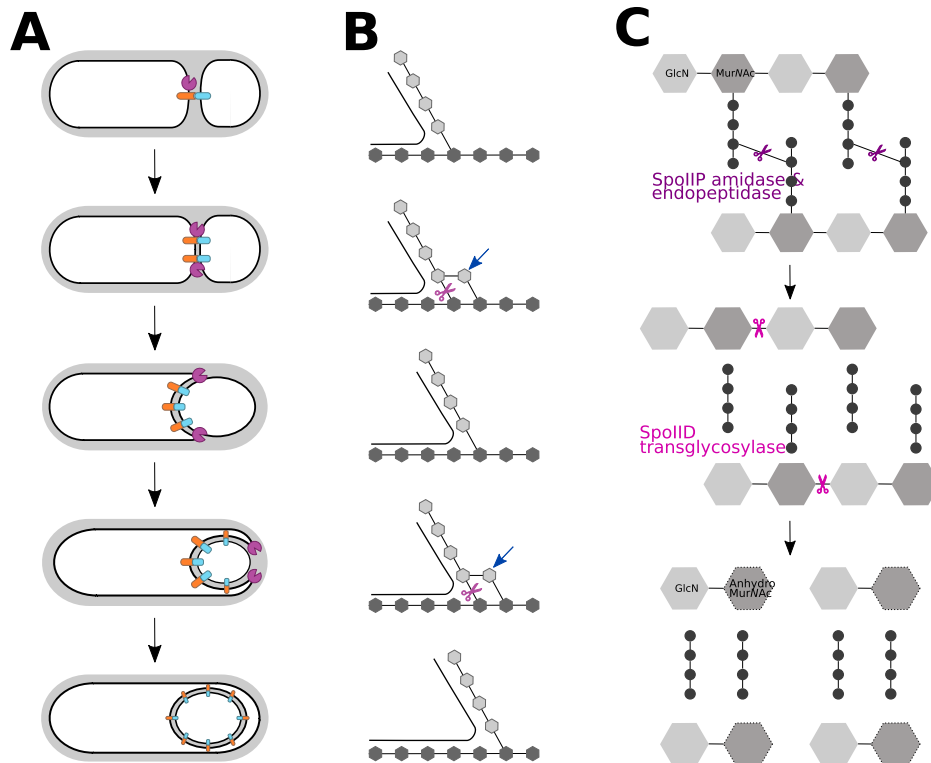 A
B
C
GlcN
MurNAc
SpoIIP amidase &
endopeptidase
SpoIID
transglycosylase
GlcN
Anhydro
MurNAc